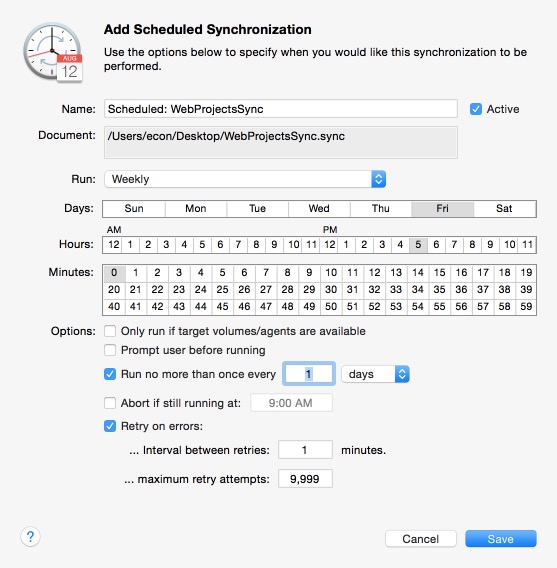 Add Scheduled Synchronization
Use the options below to specify when you would like this synchronization to be
performed.
AUG
12
Name: Scheduled: WebProjectsSync Active
Document: /Users/econ/Desktop/WebProjectsSync.sync
Run: Weekly
Days: Sun Mon Tue Wed Thu Fri Sat
AM PM
Hours: 12 1 2 3 4 5 6 7 8 9 10 11 12 1 2 3 4 5 6 7 8 9 10 11
Minutes: 0 1 2 3 4 5 6 7 8 9 10 11 12 13 14 15 16 17 18 19
20 21 22 23 24 25 26 27 28 29 30 31 32 33 34 35 36 37 38 39
40 41 42 43 44 45 46 47 48 49 50 51 52 53 54 55 56 57 58 59
Options: Only run if target volumes/agents are available
Prompt user before running
Run no more than once every 1 days
Abort if still running at: 9:00 AM
Retry on errors:
... Interval between retries: 1 minutes.
... maximum retry attempts: 9,999
? Cancel Save